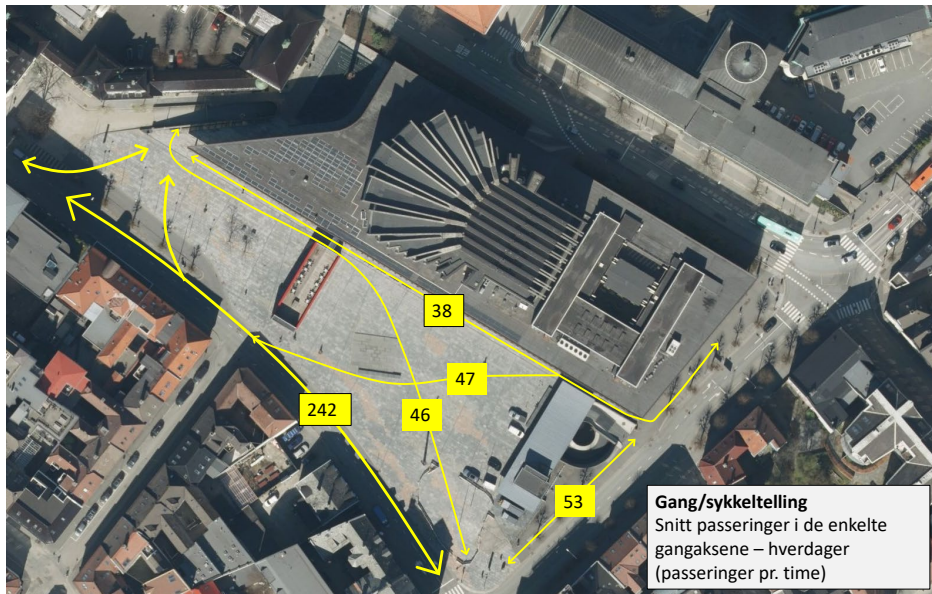 38
47
242
46
53
Gang/sykkeltelling
Snitt passeringer i de enkelte
gangaksene – hverdager
(passeringer pr. time)